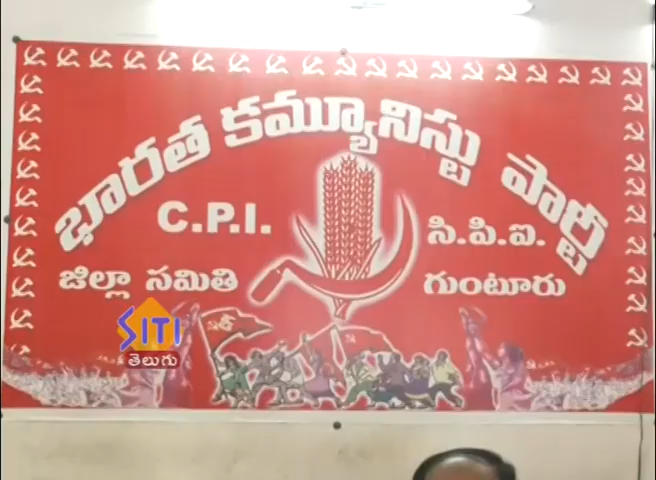 భారత కమ్యూనిస్ట్ పార్టీ
C.P.I. సి.పి.ఐ.
జిల్లా సమితి గుంటూరు
SITI
తెలుగు